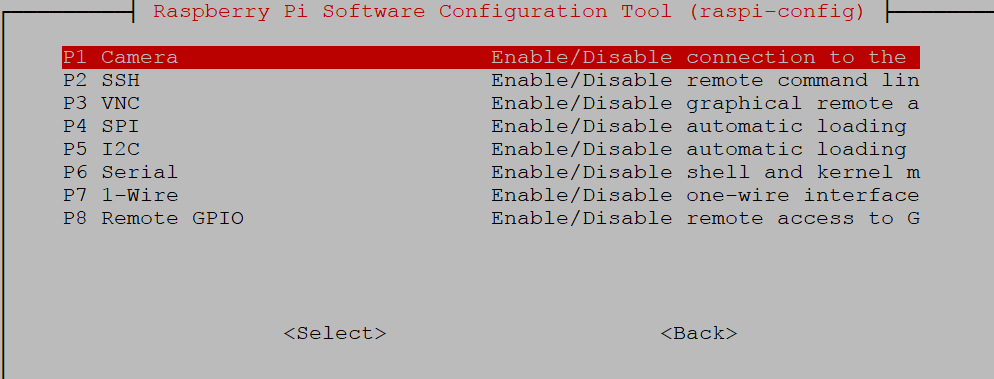 Raspberry Pi Software Configuration Tool (raspi-config)
P1 Camera Enable/Disable connection to the
P2 SSH Enable/Disable remote command lin
P3 VNC Enable/Disable graphical remote a
P4 SPI Enable/Disable automatic loading
P5 I2C Enable/Disable automatic loading
P6 Serial Enable/Disable shell and kernel m
P7 1-Wire Enable/Disable one-wire interface
P8 Remote GPIO Enable/Disable remote access to G
<Select> <Back>